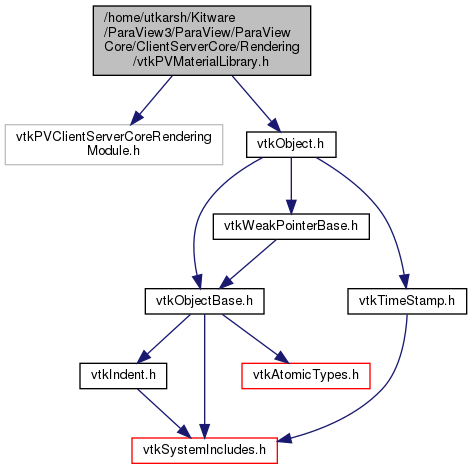 /home/utkarsh/Kitware
/ParaView3/ParaView/ParaView
Core/ClientServerCore/Rendering
/vtkPVMaterialLibrary.h
vtkPVClientServerCoreRendering
Module.h
vtkObject.h
vtkWeakPointerBase.h
vtkObjectBase.h
vtkTimeStamp.h
vtkIndent.h
vtkAtomicTypes.h
vtkSystemIncludes.h